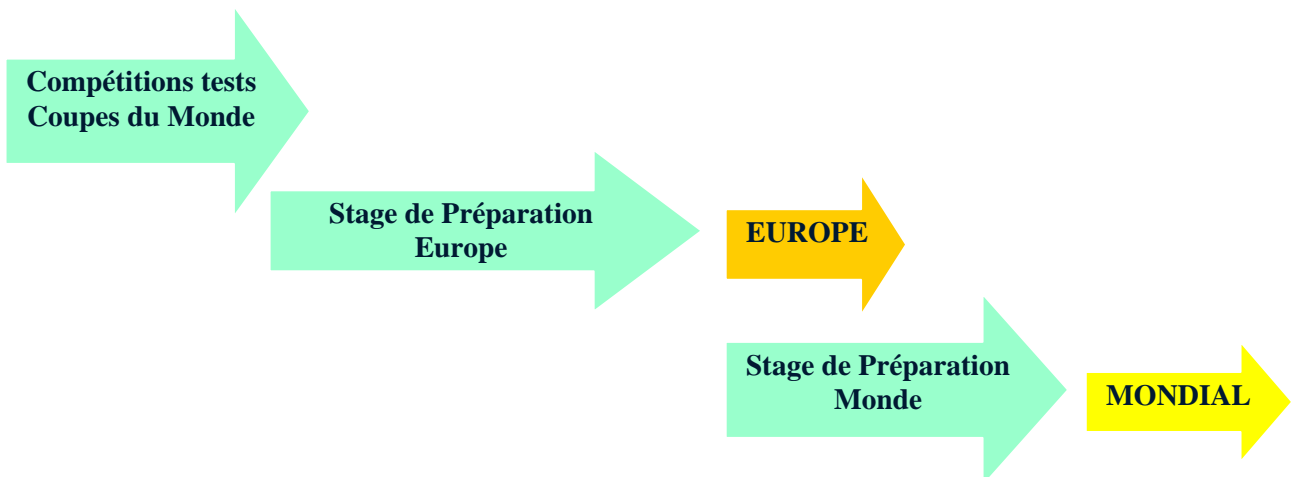 Compétitions tests
Coupes du Monde
Stage de Préparation
Europe
EUROPE
Stage de Préparation
Monde
MONDIAL